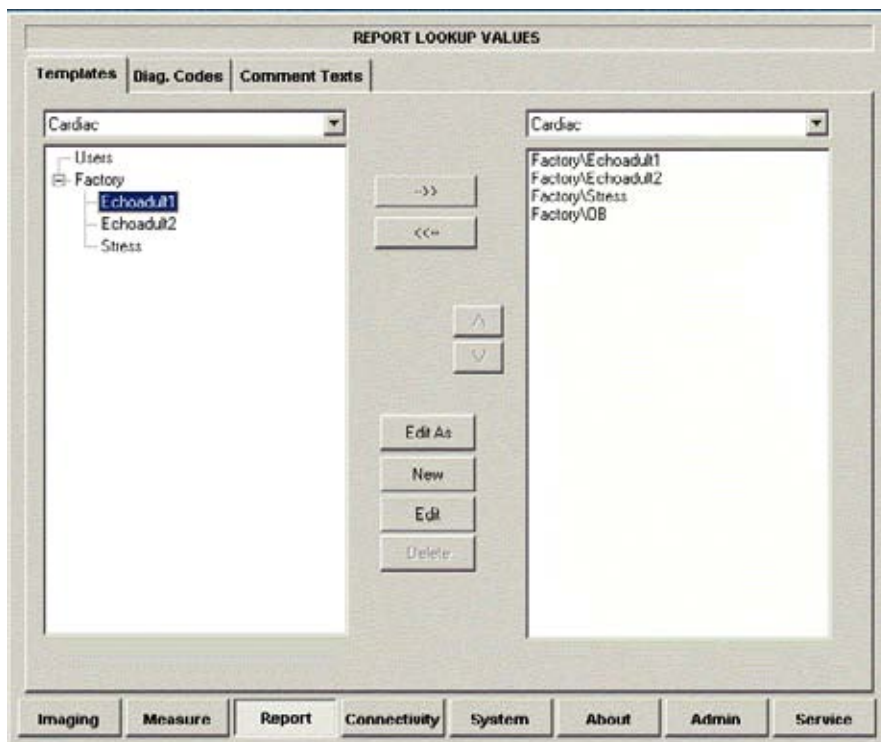 REPORT LOOKUP VALUES
Templates Diag. Codes Comment Texts
Cardiac
Users
Factory
Echoadult1
Echoadult2
Stress
-->>
<<--
/\
\/
Edit As
New
Edit
Delete
Cardiac
Factory\Echoadult1
Factory\Echoadult2
Factory\Stress
Factory\OB
Imaging Measure Report Connectivity System About Admin Service